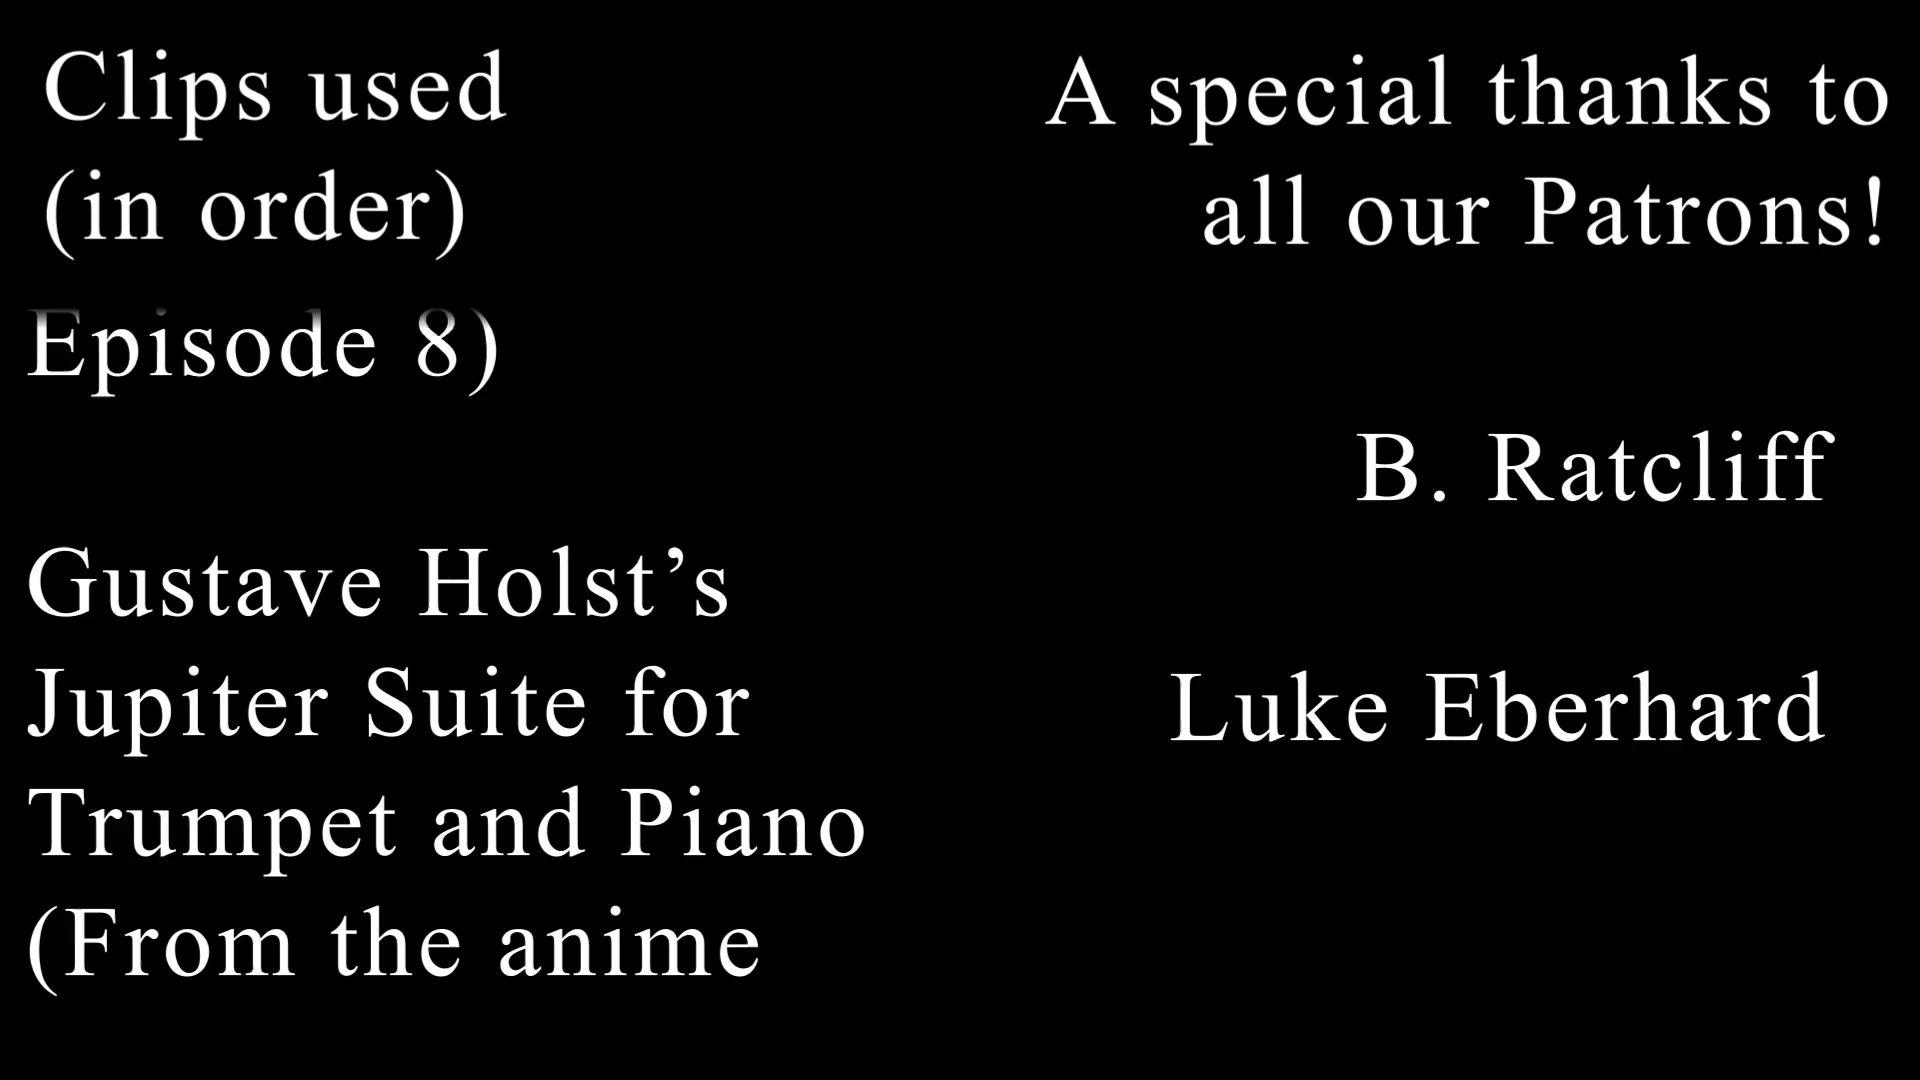 Clips used
(in order)
Episode 8)
Gustave Holst’s
Jupiter Suite for
Trumpet and Piano
(From the anime
A special thanks to
all our Patrons!
B. Ratcliff
Luke Eberhard